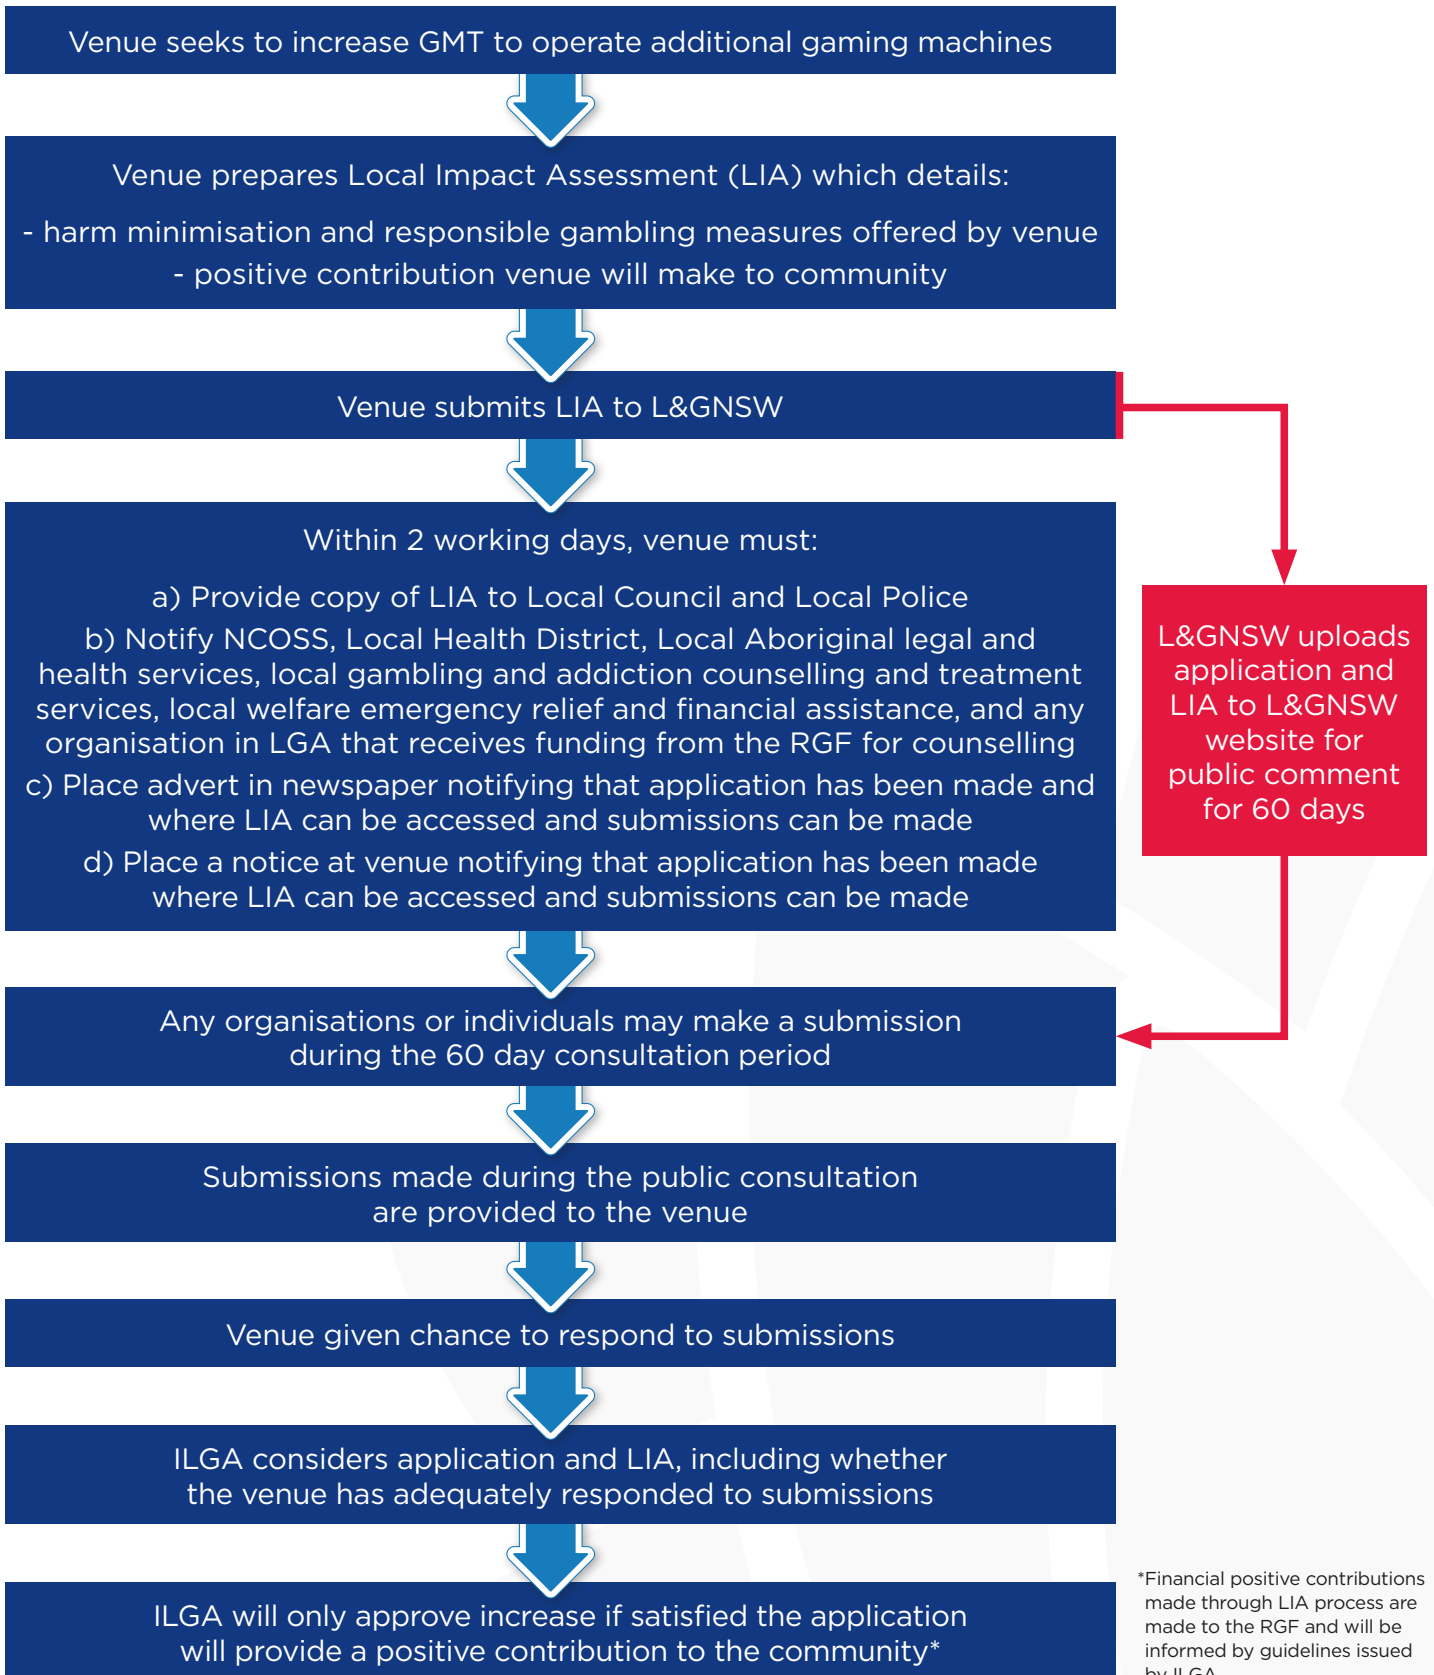 Venue seeks to increase GMT to operate additional gaming machines
Venue prepares Local Impact Assessment (LIA) which details:
- harm minimisation and responsible gambling measures offered by venue
- positive contribution venue will make to community
Venue submits LIA to L&GNSW
Within 2 working days, venue must:
a) Provide copy of LIA to Local Council and Local Police
b) Notify NCOSS, Local Health District, Local Aboriginal legal and
health services, local gambling and addiction counselling and treatment
services, local welfare emergency relief and financial assistance, and any
organisation in LGA that receives funding from the RGF for counselling
c) Place advert in newspaper notifying that application has been made and
where LIA can be accessed and submissions can be made
d) Place a notice at venue notifying that application has been made
where LIA can be accessed and submissions can be made
L&GNSW uploads
application and
LIA to L&GNSW
website for
public comment
for 60 days
Any organisations or individuals may make a submission
during the 60 day consultation period
Submissions made during the public consultation
are provided to the venue
Venue given chance to respond to submissions
ILGA considers application and LIA, including whether
the venue has adequately responded to submissions
ILGA will only approve increase if satisfied the application
will provide a positive contribution to the community*
*Financial positive contributions
made through LIA process are
made to the RGF and will be
informed by guidelines issued
by ILGA